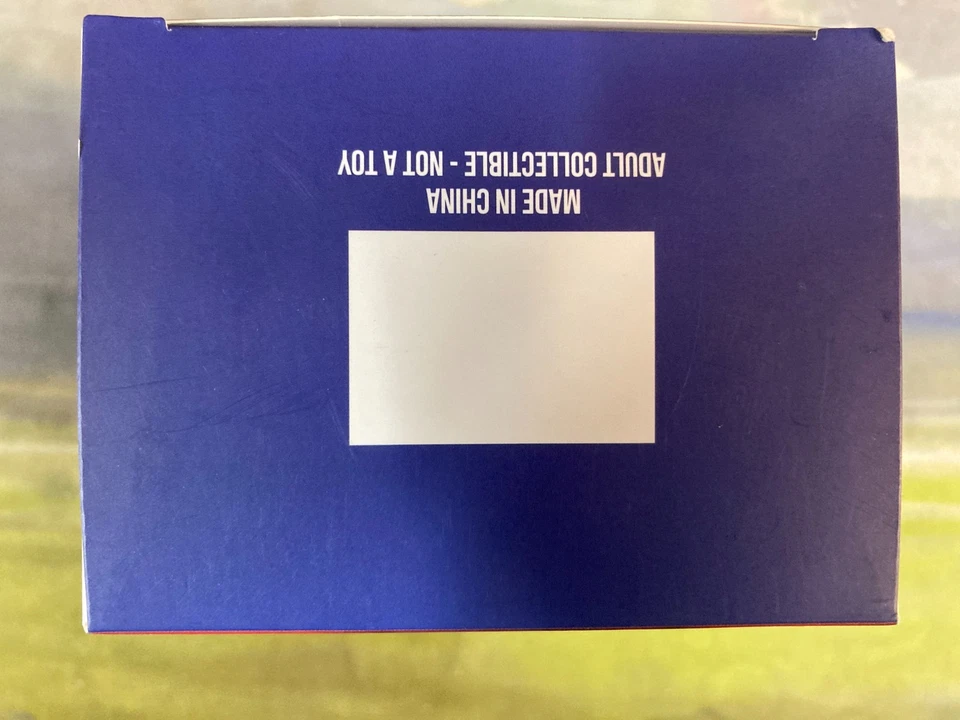 MADE IN CHINA
ADULT COLLECTIBLE - NOT A TOY